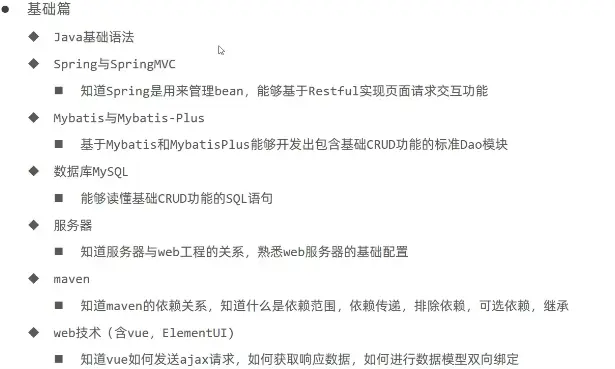 基础篇
Java基础语法
Spring与SpringMVC
知道Spring是用来管理bean，能够基于Restful实现页面请求交互功能
Mybatis与Mybatis-Plus
基于Mybatis和MybatisPlus能够开发出包含基础CRUD功能的标准Dao模块
数据库MySQL
能够读懂基础CRUD功能的SQL语句
服务器
知道服务器与web工程的关系，熟悉web服务器的基础配置
maven
知道maven的依赖关系，知道什么是依赖范围，依赖传递，排除依赖，可选依赖，继承
web技术（含vue，ElementUI)
知道vue如何发送ajax请求，如何获取响应数据，如何进行数据模型双向绑定